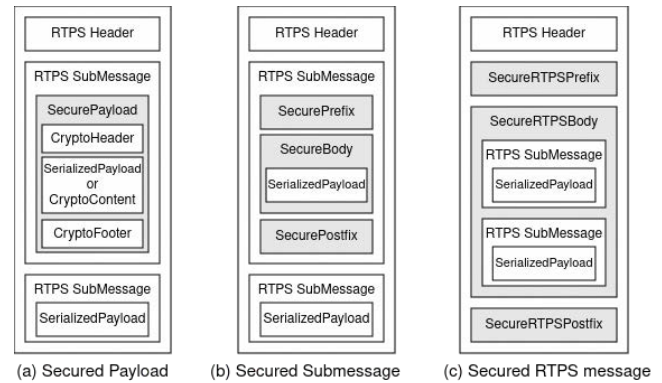 RTPS Header
RTPS SubMessage
SecurePayload
CryptoHeader
SerializedPayload
or
CryptoContent
CryptoFooter
RTPS SubMessage
SerializedPayload
(a) Secured Payload
RTPS Header
RTPS SubMessage
SecurePrefix
SecureBody
SerializedPayload
SecurePostfix
RTPS SubMessage
SerializedPayload
(b) Secured Submessage
RTPS Header
SecureRTPSPrefix
SecureRTPSBody
RTPS SubMessage
SerializedPayload
RTPS SubMessage
SerializedPayload
SecureRTPSPostfix
(c) Secured RTPS message